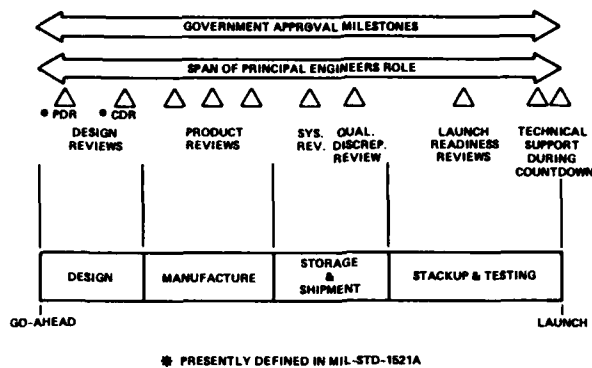 GOVERNMENT APPROVAL MILESTONES
SPAN OF PRINCIPAL ENGINEERS ROLE
* PDR
* CDR
DESIGN
REVIEWS
PRODUCT
REVIEWS
SYS.
REV.
QUAL.
DISCREP.
REVIEW
LAUNCH
READINESS
REVIEWS
TECHNICAL
SUPPORT
DURING
COUNTDOWN
DESIGN
MANUFACTURE
STORAGE
&
SHIPMENT
STACKUP & TESTING
GO-AHEAD
LAUNCH
* PRESENTLY DEFINED IN MIL-STD-1521A